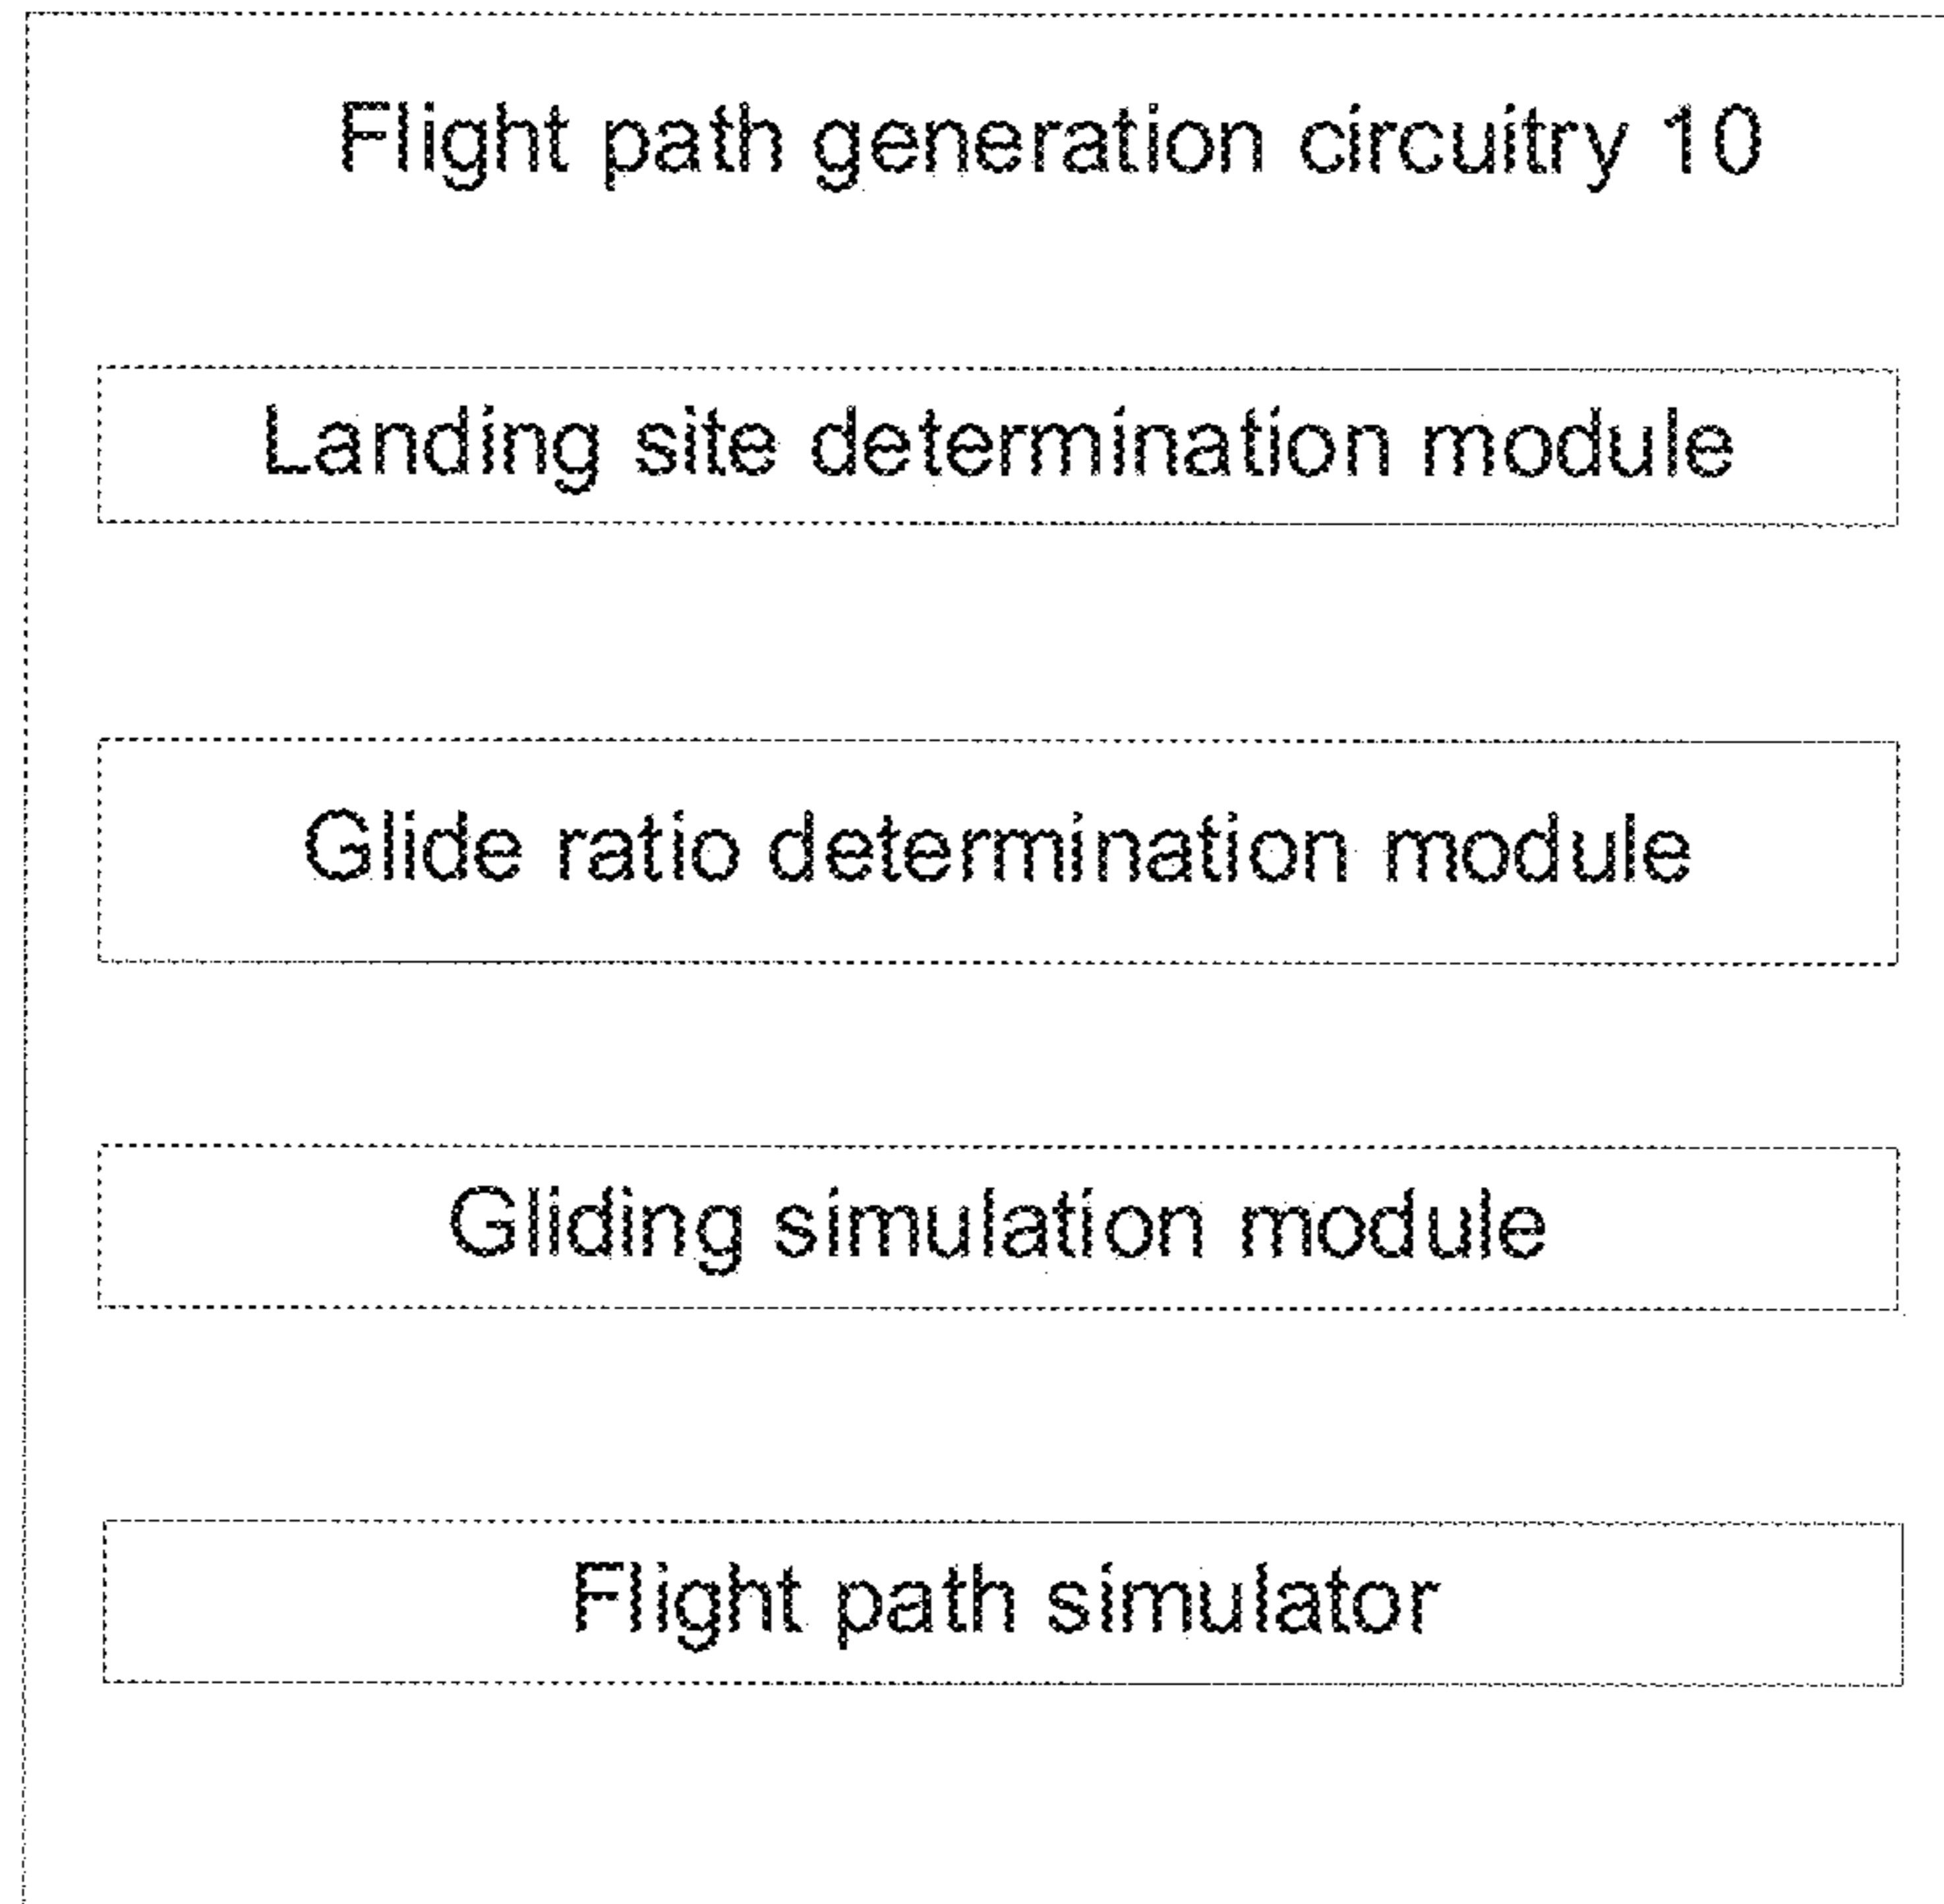 Flight path generation circuitry 10
Landing site determination module
Glide ratio determination module
Gliding simulation module
Flight path simulator